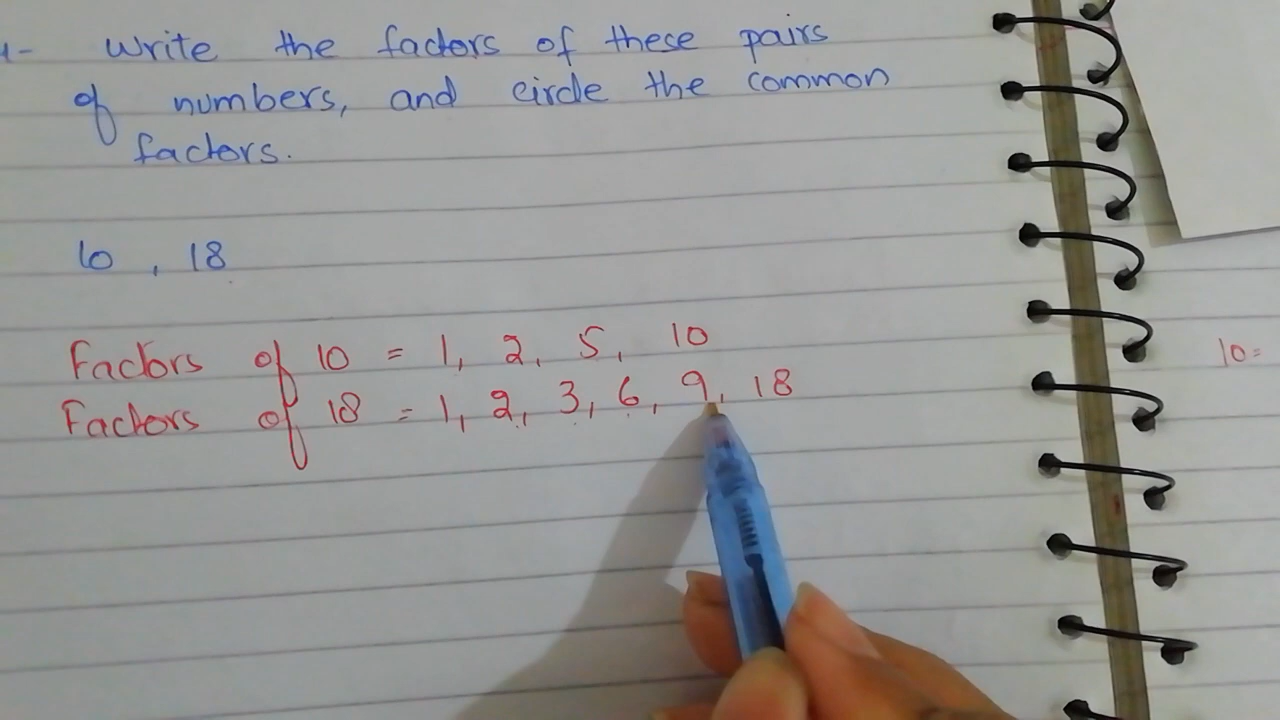 1- Write the factors of these pairs
of numbers, and circle the common
factors.
10 , 18
Factors of 10 = 1, 2, 5, 10
Factors of 18 = 1, 2, 3, 6, 9, 18
10=